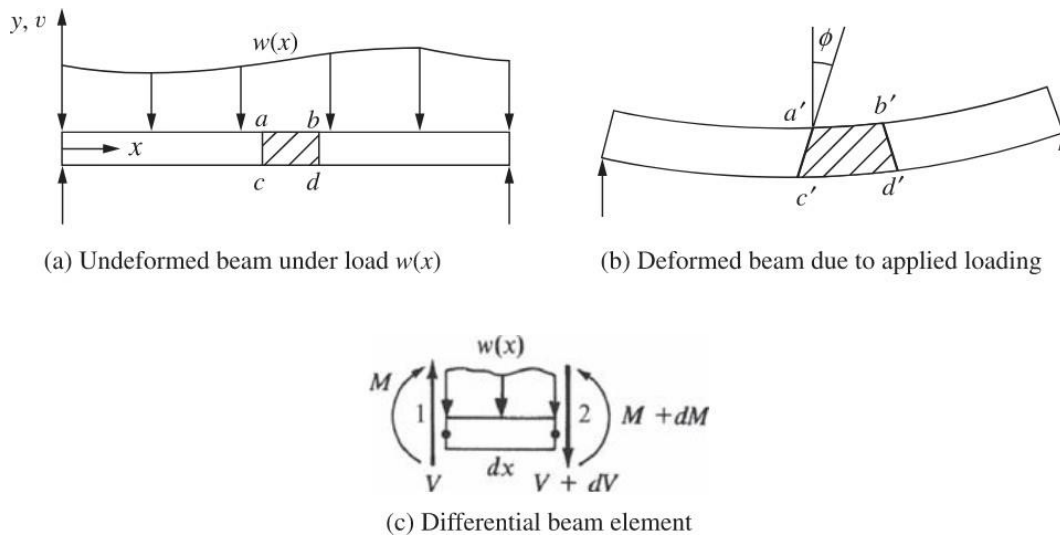 y, v
w(x)
a b
x
c d
(a) Undeformed beam under load w(x)
ϕ
a′ b′
c′ d′
(b) Deformed beam due to applied loading
w(x)
M 1 2 M + dM
dx
V V + dV
(c) Differential beam element